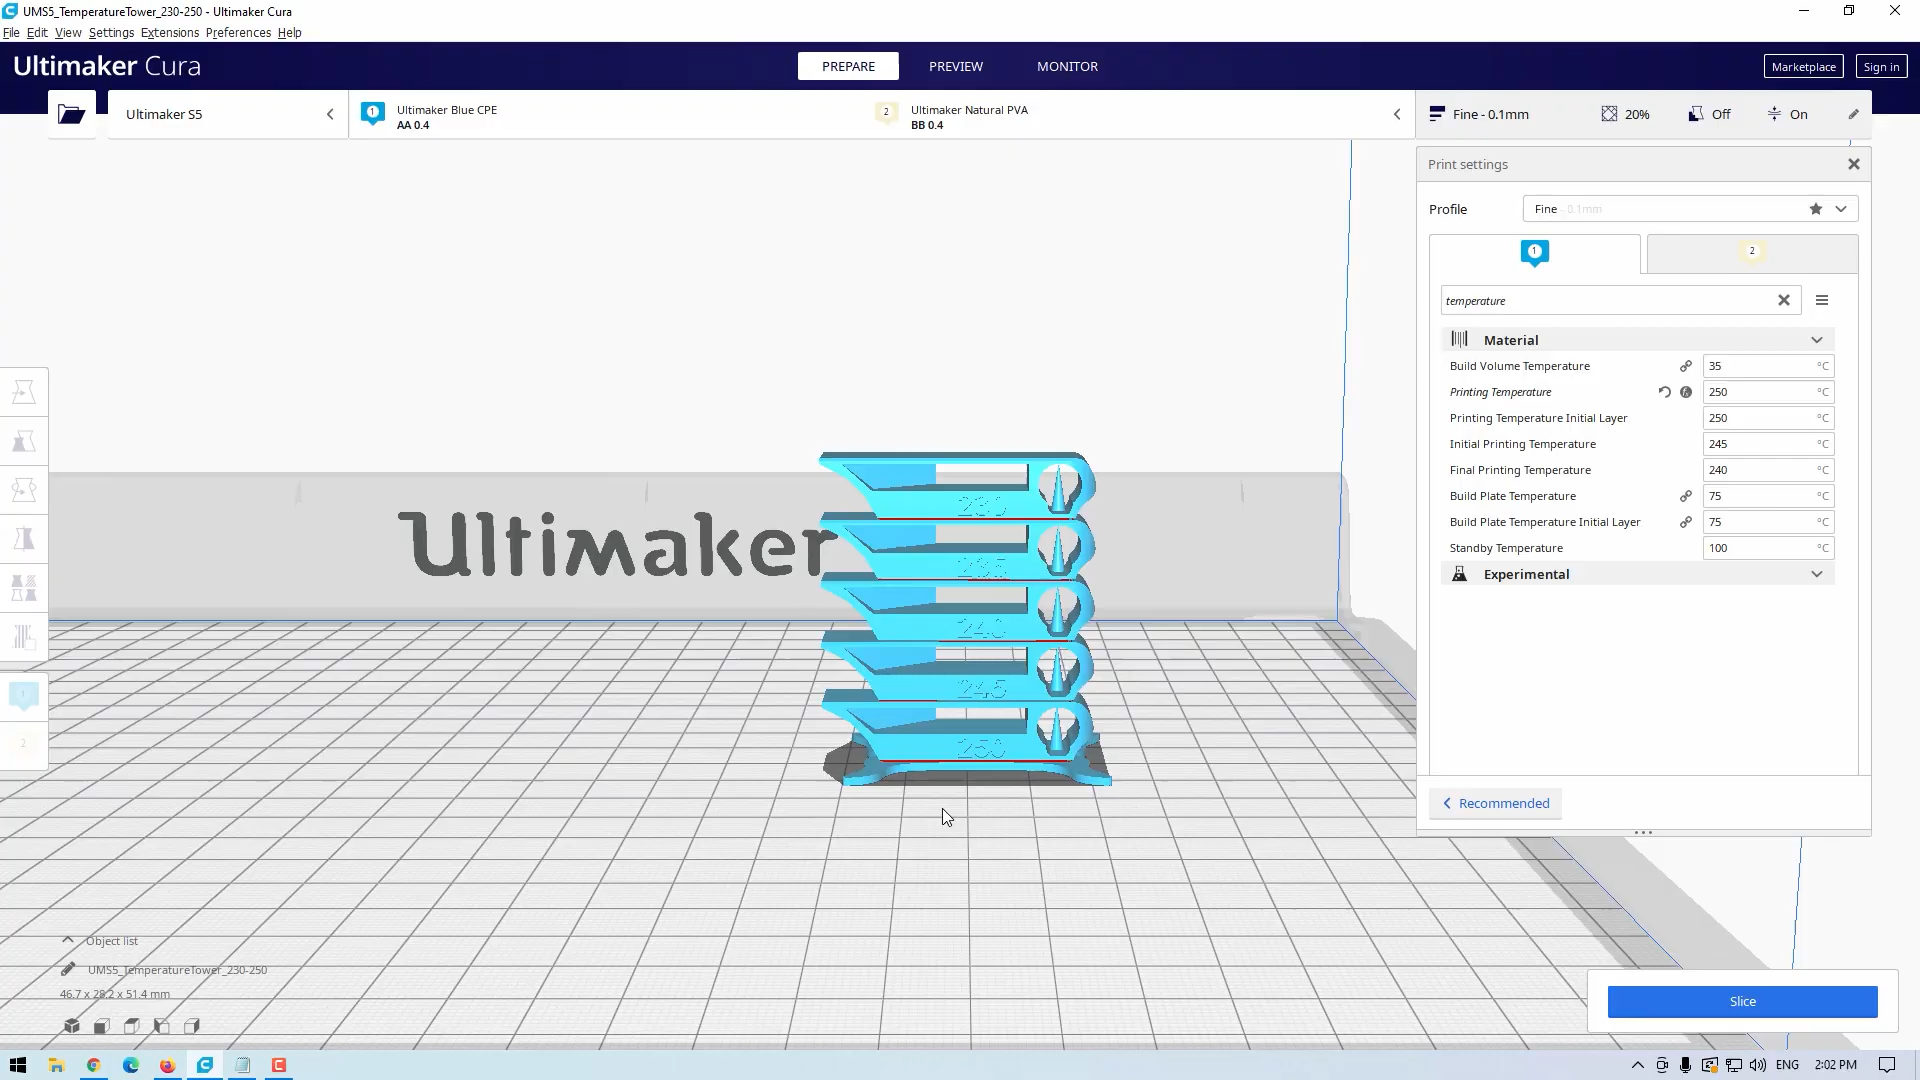 UMS5_TemperatureTower_230-250 - Ultimaker Cura
File Edit View Settings Extensions Preferences Help
Ultimaker Cura
PREPARE
PREVIEW
MONITOR
Marketplace
Sign in
Ultimaker S5
1
Ultimaker Blue CPE
AA 0.4
2
Ultimaker Natural PVA
BB 0.4
Fine - 0.1mm
20%
Off
On
Print settings
Profile
Fine - 0.1mm
1
2
temperature
Material
Build Volume Temperature 35 °C
Printing Temperature 250 °C
Printing Temperature Initial Layer 250 °C
Initial Printing Temperature 245 °C
Final Printing Temperature 240 °C
Build Plate Temperature 75 °C
Build Plate Temperature Initial Layer 75 °C
Standby Temperature 100 °C
Experimental
Recommended
Ultimaker
230
235
240
245
250
1
2
Object list
UMS5_TemperatureTower_230-250
46.7 x 28.2 x 51.4 mm
Slice
ENG
2:02 PM